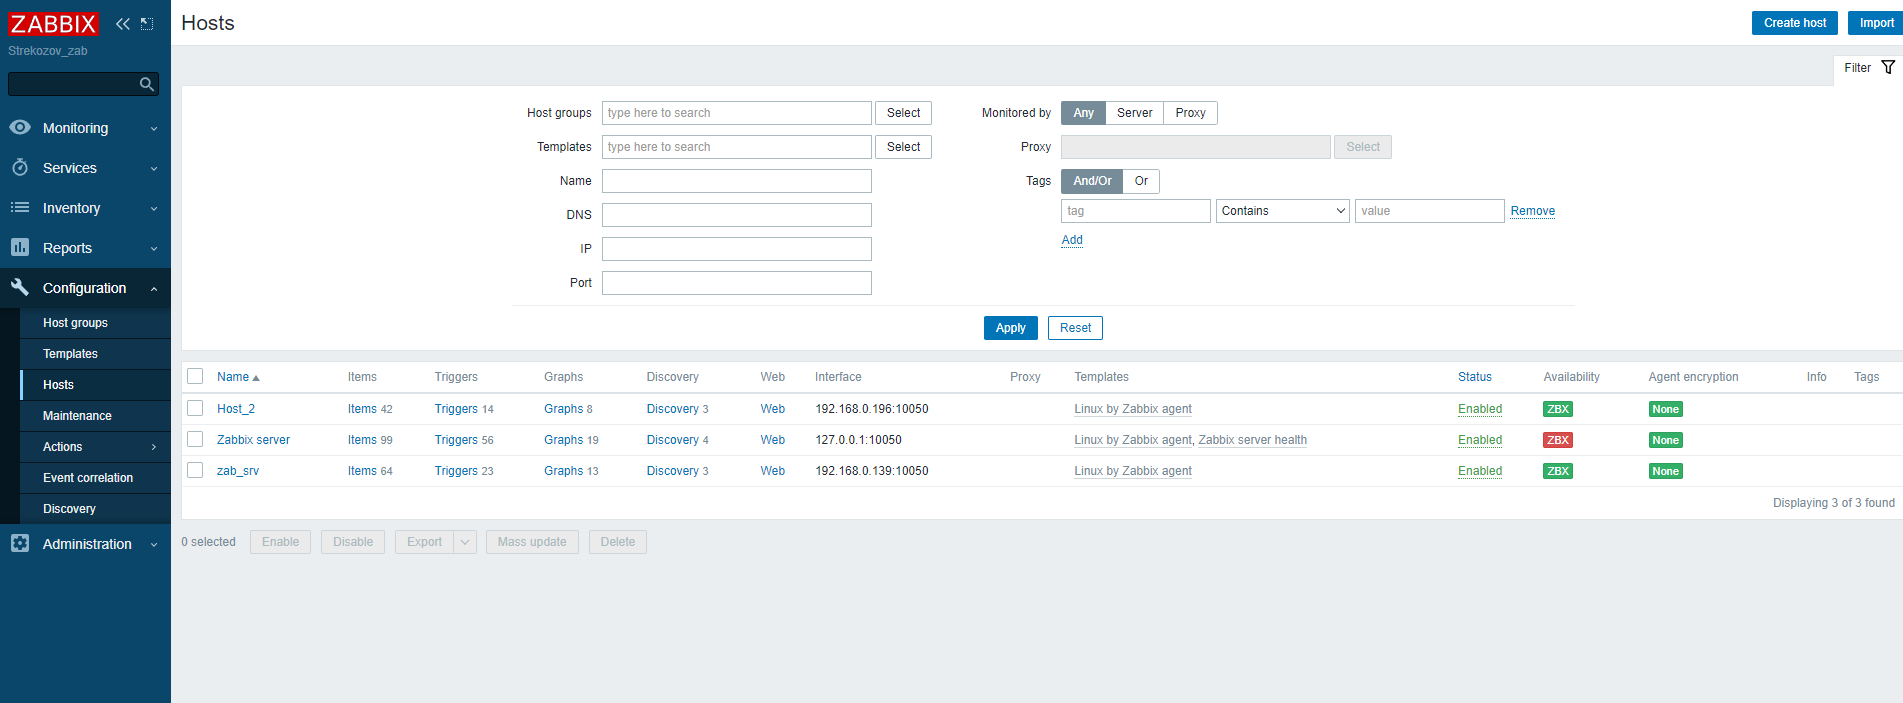 ZABBIX
Strekozov_zab
Monitoring
Services
Inventory
Reports
Configuration
Host groups
Templates
Hosts
Maintenance
Actions
Event correlation
Discovery
Administration
Hosts
Create host Import
Filter
Host groups type here to search Select
Templates type here to search Select
Name
DNS
IP
Port
Monitored by Any Server Proxy
Proxy Select
Tags And/Or Or
tag Contains value Remove
Add
Apply Reset
Name Items Triggers Graphs Discovery Web Interface Proxy Templates Status Availability Agent encryption Info Tags
Host_2 Items 42 Triggers 14 Graphs 8 Discovery 3 Web 192.168.0.196:10050 Linux by Zabbix agent Enabled ZBX None
Zabbix server Items 99 Triggers 56 Graphs 19 Discovery 4 Web 127.0.0.1:10050 Linux by Zabbix agent, Zabbix server health Enabled ZBX None
zab_srv Items 64 Triggers 23 Graphs 13 Discovery 3 Web 192.168.0.139:10050 Linux by Zabbix agent Enabled ZBX None
Displaying 3 of 3 found
0 selected Enable Disable Export Mass update Delete